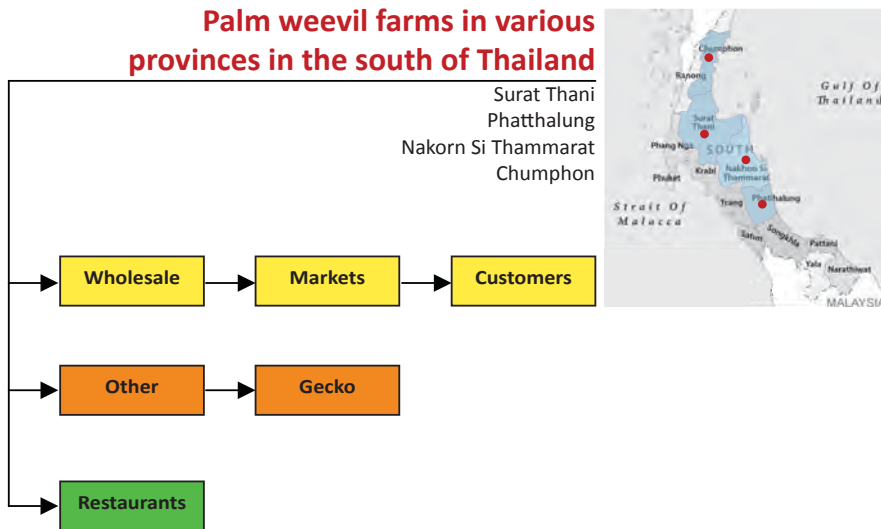 Palm weevil farms in various
provinces in the south of Thailand
Surat Thani
Phatthalung
Nakorn Si Thammarat
Chumphon
Chumphon
Ranong
Gulf Of
Thailand
Surat
Thani
SOUTH
Phang Nga
Nakhon Si
Thammarat
Krabi
Phuket
Phatthalung
Trang
Strait Of
Malacca
Songkhla
Satun
Pattani
Yala
Narathiwat
MALAYSIA
Wholesale
Markets
Customers
Other
Gecko
Restaurants